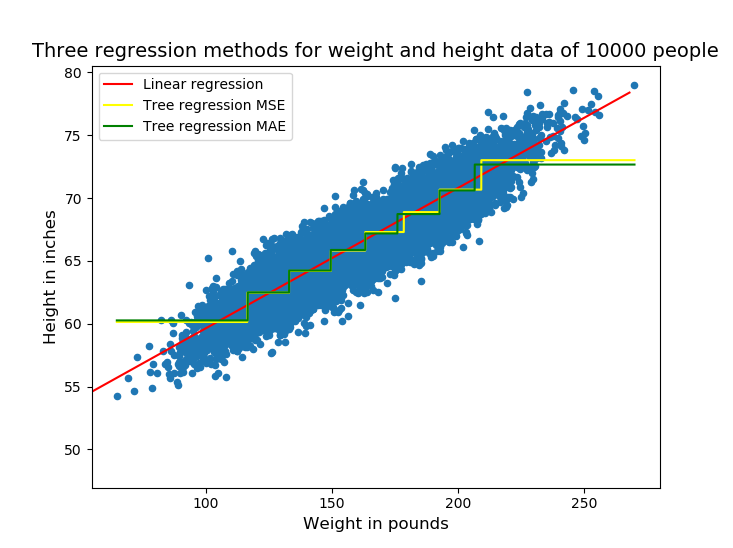 Three regression methods for weight and height data of 10000 people
Linear regression
Tree regression MSE
Tree regression MAE
80
75
70
65
60
55
50
Height in inches
100 150 200 250
Weight in pounds